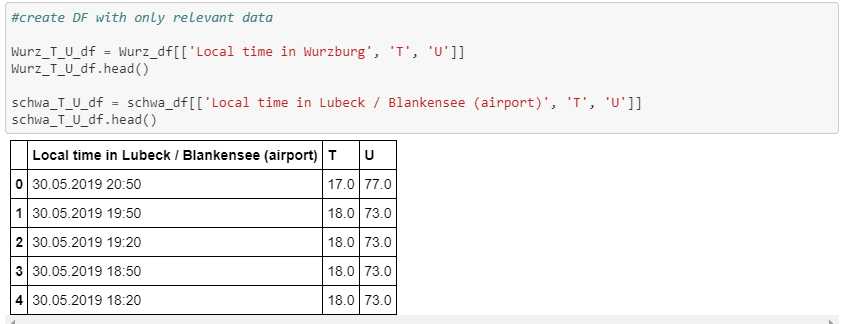 #create DF with only relevant data
Wurz_T_U_df = Wurz_df[['Local time in Wurzburg', 'T', 'U']]
Wurz_T_U_df.head()
schwa_T_U_df = schwa_df[['Local time in Lubeck / Blankensee (airport)', 'T', 'U']]
schwa_T_U_df.head()
Local time in Lubeck / Blankensee (airport) T U
0 30.05.2019 20:50 17.0 77.0
1 30.05.2019 19:50 18.0 73.0
2 30.05.2019 19:20 18.0 73.0
3 30.05.2019 18:50 18.0 73.0
4 30.05.2019 18:20 18.0 73.0